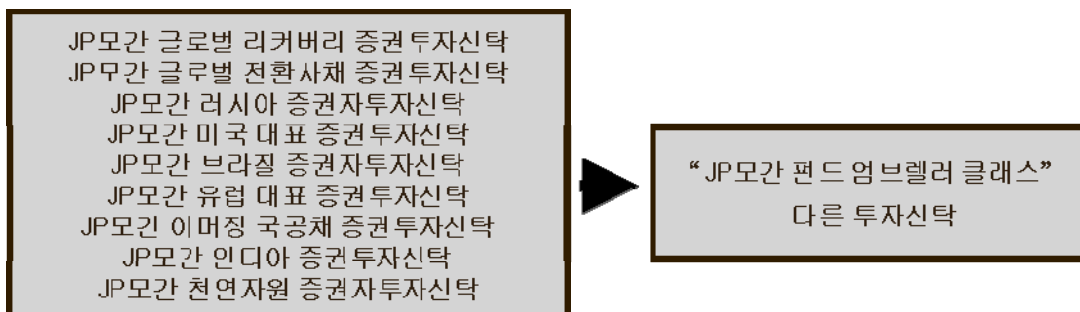 JP모간 글로벌 리커버리 증권투자신탁
JP모간 글로벌 전환사채 증권투자신탁
JP모간 러시아 증권자투자신탁
JP모간 미국 대표 증권투자신탁
JP모간 브라질 증권자투자신탁
JP모간 유럽 대표 증권투자신탁
JP모간 이머징 국공채 증권투자신탁
JP모간 인디아 증권투자신탁
JP모간 천연자원 증권자투자신탁
“JP모간 펀드 엄브렐러 클래스”
다른 투자신탁